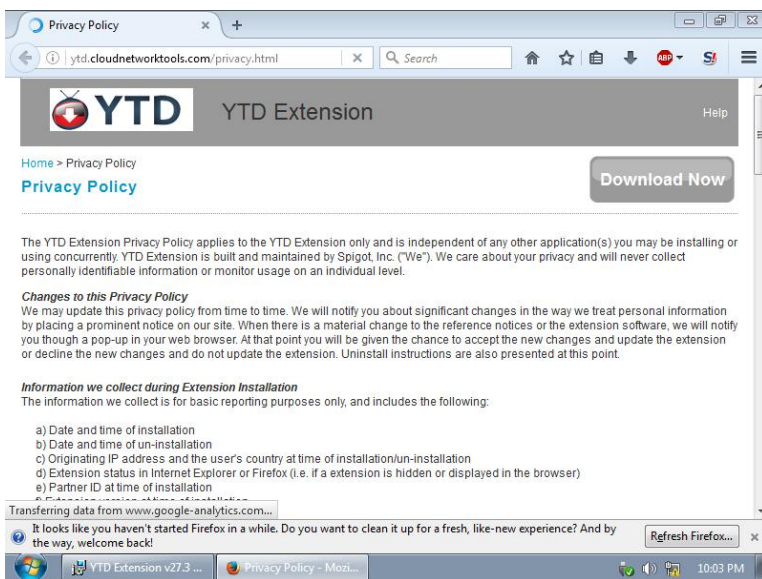 Privacy Policy
ytd.cloudnetworktools.com/privacy.html
Search
ABP
YTD
YTD Extension
Help
Home > Privacy Policy
Download Now
Privacy Policy
The YTD Extension Privacy Policy applies to the YTD Extension only and is independent of any other application(s) you may be installing or
using concurrently. YTD Extension is built and maintained by Spigot, Inc. ("We"). We care about your privacy and will never collect
personally identifiable information or monitor usage on an individual level.
Changes to this Privacy Policy
We may update this privacy policy from time to time. We will notify you about significant changes in the way we treat personal information
by placing a prominent notice on our site. When there is a material change to the reference notices or the extension software, we will notify
you though a pop-up in your web browser. At that point you will be given the chance to accept the new changes and update the extension
or decline the new changes and do not update the extension. Uninstall instructions are also presented at this point.
Information we collect during Extension Installation
The information we collect is for basic reporting purposes only, and includes the following:
a) Date and time of installation
b) Date and time of un-installation
c) Originating IP address and the user's country at time of installation/un-installation
d) Extension status in Internet Explorer or Firefox (i.e. if a extension is hidden or displayed in the browser)
e) Partner ID at time of installation
Transferring data from www.google-analytics.com...
It looks like you haven't started Firefox in a while. Do you want to clean it up for a fresh, like-new experience? And by
the way, welcome back!
Refresh Firefox...
YTD Extension v27.3 ...
Privacy Policy - Mozi...
10:03 PM